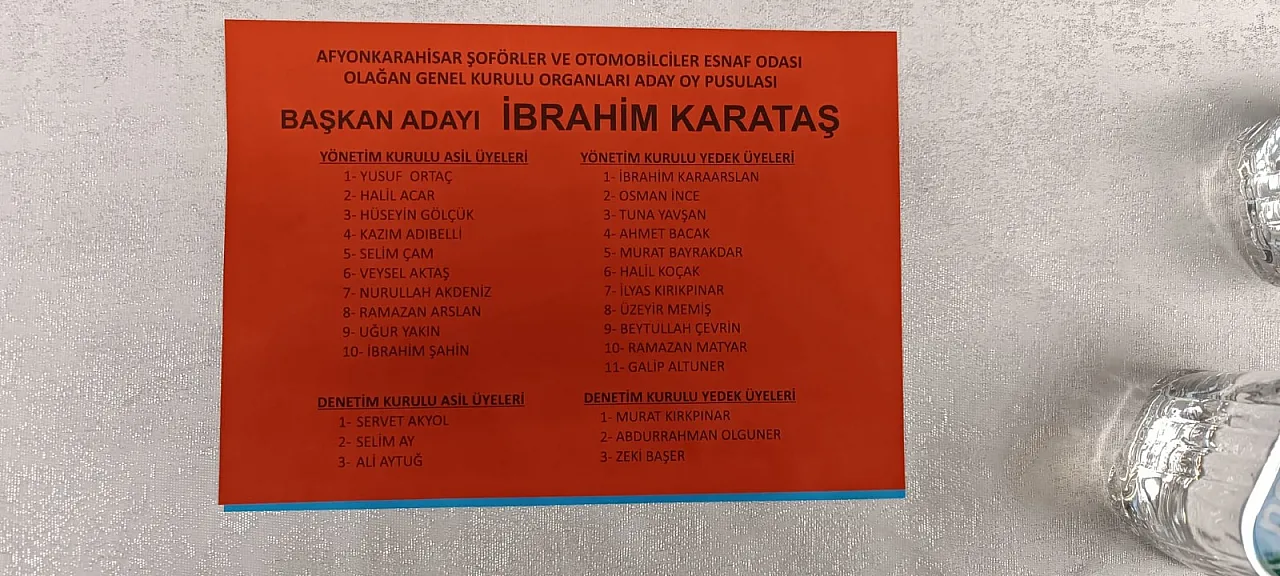 AFYONKARAHİSAR ŞOFÖRLER VE OTOMOBİLCİLER ESNAF ODASI
OLAĞAN GENEL KURULU ORGANLARI ADAY OY PUSULASI
BAŞKAN ADAYI İBRAHİM KARATAŞ
YÖNETİM KURULU ASİL ÜYELERİ
1- YUSUF ORTAÇ
2- HALİL ACAR
3- HÜSEYİN GÖLÇÜK
4- KAZIM ADIBELLİ
5- SELİM ÇAM
6- VEYSEL AKTAŞ
7- NURULLAH AKDENİZ
8- RAMAZAN ARSLAN
9- UĞUR YAKIN
10- İBRAHİM ŞAHİN
YÖNETİM KURULU YEDEK ÜYELERİ
1- İBRAHİM KARAARSLAN
2- OSMAN İNCE
3- TUNA YAVŞAN
4- AHMET BACAK
5- MURAT BAYRAKDAR
6- HALİL KOÇAK
7- İLYAS KIRIKPINAR
8- ÜZEYİR MEMİŞ
9- BEYTULLAH ÇEVRİN
10- RAMAZAN MATYAR
11- GALİP ALTUNER
DENETİM KURULU ASİL ÜYELERİ
1- SERVET AKYOL
2- SELİM AY
3- ALİ AYTUĞ
DENETİM KURULU YEDEK ÜYELERİ
1- MURAT KIRKPINAR
2- ABDURRAHMAN OLGUNER
3- ZEKİ BAŞER